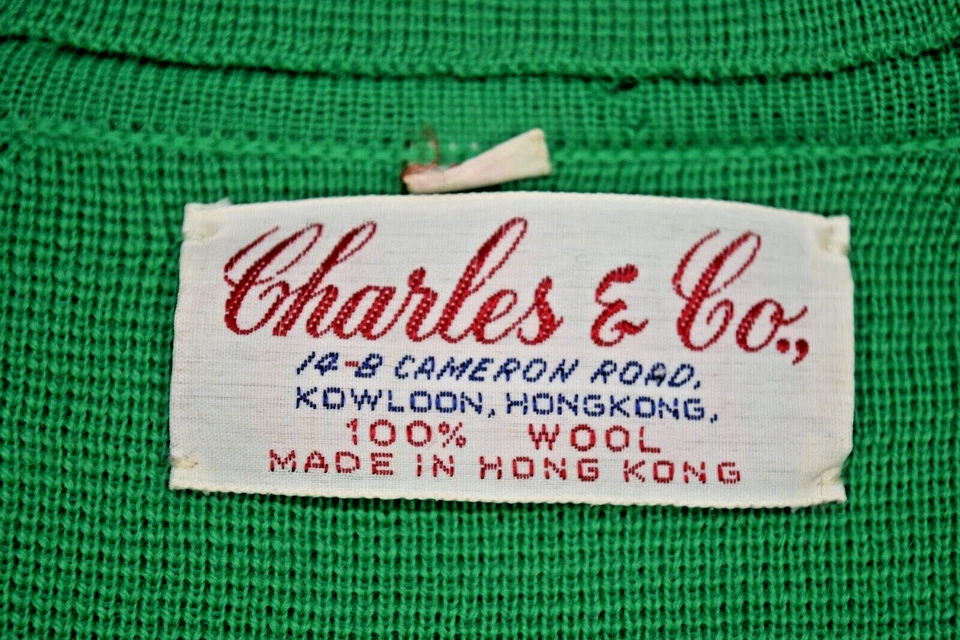 Charles & Co.,
14-B CAMERON ROAD,
KOWLOON, HONGKONG,
100% WOOL
MADE IN HONG KONG